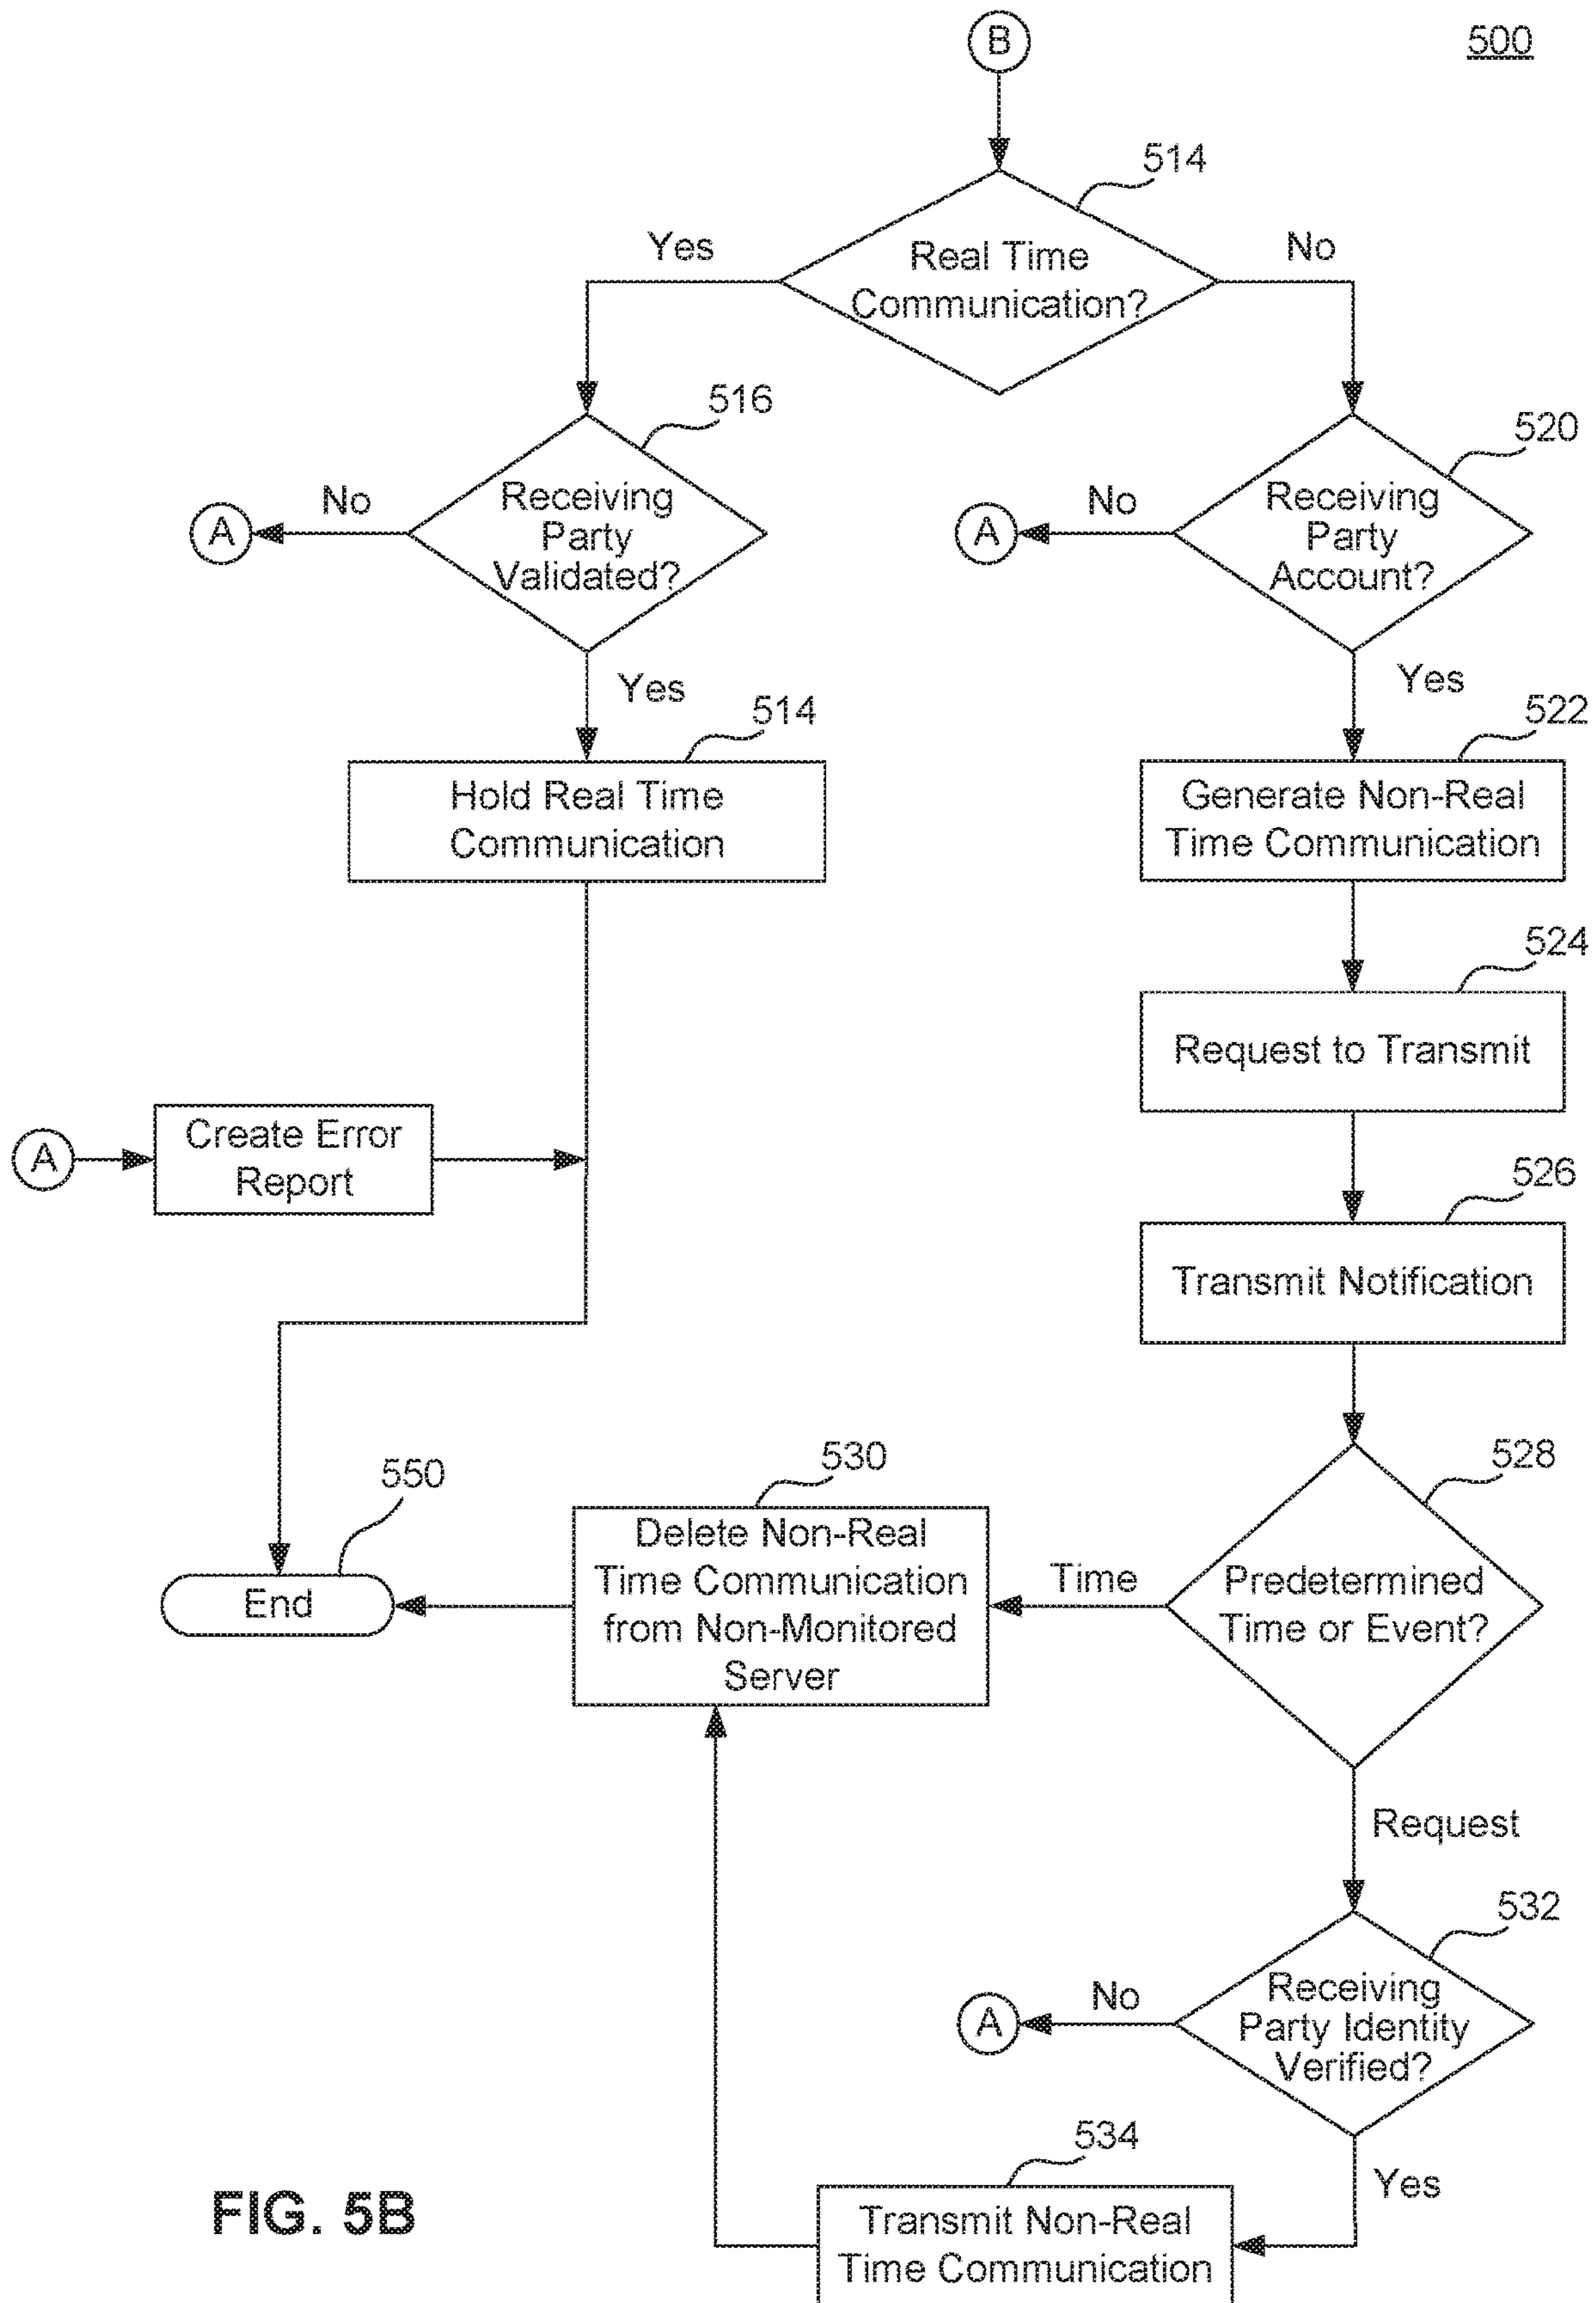 B
500
514
Yes
Real Time
Communication?
No
516
520
A
No
Receiving
Party
Validated?
A
No
Receiving
Party
Account?
Yes
Yes
514
522
Hold Real Time
Communication
Generate Non-Real
Time Communication
524
Request to Transmit
A
Create Error
Report
526
Transmit Notification
550
530
528
End
Delete Non-Real
Time Communication
from Non-Monitored
Server
Time
Predetermined
Time or Event?
Request
532
A
No
Receiving
Party Identity
Verified?
534
Yes
Transmit Non-Real
Time Communication
FIG. 5B